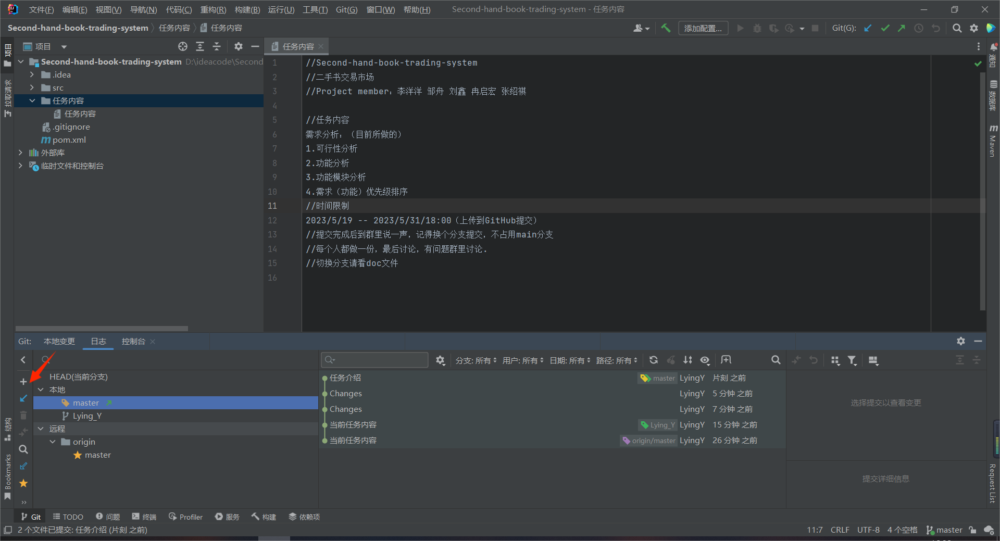 文件(F) 编辑(E) 视图(V) 导航(N) 代码(C) 重构(R) 构建(B) 运行(U) 工具(T) Git(G) 窗口(W) 帮助(H) Second-hand-book-trading-system - 任务内容
Second-hand-book-trading-system 任务内容 任务内容 添加配置... Git(G):
项目
拉取请求
结构
Bookmarks
项目
Second-hand-book-trading-system D:\ideacode\Second
.idea
src
任务内容
任务内容
.gitignore
pom.xml
外部库
临时文件和控制台
任务内容
1 //Second-hand-book-trading-system
2 //二手书交易市场
3 //Project member：李洋洋 邹舟 刘鑫 冉启宏 张绍祺
4
5 //任务内容
6 需求分析：（目前所做的）
7 1.可行性分析
8 2.功能分析
9 3.功能模块分析
10 4.需求（功能）优先级排序
11 //时间限制
12 2023/5/19 -- 2023/5/31/18:00（上传到GitHub提交）
13 //提交完成后到群里说一声，记得换个分支提交，不占用main分支
14 //每个人都做一份，最后讨论，有问题群里讨论.
15 //切换分支请看doc文件
16
通知
数据库
Maven
Request List
Git: 本地变更 日志 控制台
HEAD(当前分支)
本地
master
Lying_Y
远程
origin
master
分支: 所有 用户: 所有 日期: 所有 路径: 所有
任务介绍 master LyingY 片刻 之前
Changes LyingY 5 分钟 之前
Changes LyingY 7 分钟 之前
当前任务内容 Lying_Y LyingY 15 分钟 之前
当前任务内容 origin/master LyingY 26 分钟 之前
选择提交以查看变更
提交详细信息
Git TODO 问题 终端 Profiler 服务 构建 依赖项
2 个文件已提交: 任务介绍 (片刻 之前) 11:7 CRLF UTF-8 4 个空格 master